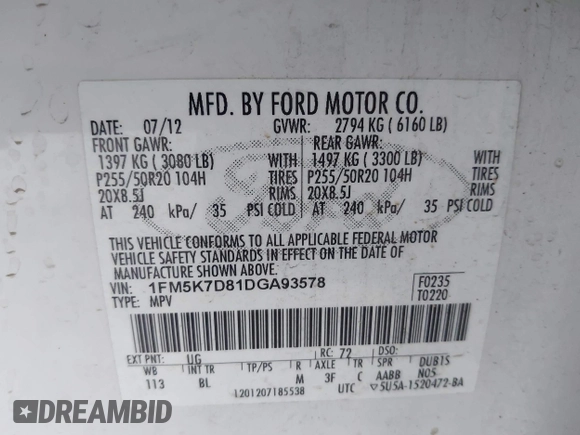 MFD. BY FORD MOTOR CO.
DATE: 07/12 GVWR: 2794 KG ( 6160 LB)
FRONT GAWR: REAR GAWR:
1397 KG ( 3080 LB) WITH 1497 KG ( 3300 LB) WITH
P255/50R20 104H TIRES P255/50R20 104H TIRES
20X8.5J RIMS 20X8.5J RIMS
AT 240 kPa/ 35 PSI COLD AT 240 kPa/ 35 PSI COLD
THIS VEHICLE CONFORMS TO ALL APPLICABLE FEDERAL MOTOR
VEHICLE SAFETY STANDARDS IN EFFECT ON THE DATE OF
MANUFACTURE SHOWN ABOVE.
VIN: 1FM5K7D81DGA93578 F0235
TYPE: MPV T0220
EXT PNT: UG RC: 72 DSO:
WB INT TR TP/PS R AXLE TR SPR DUB1S
113 BL M 3F C AABB NOS
1201207185538 UTC ▽5U5A-1520472-BA
DREAMBID